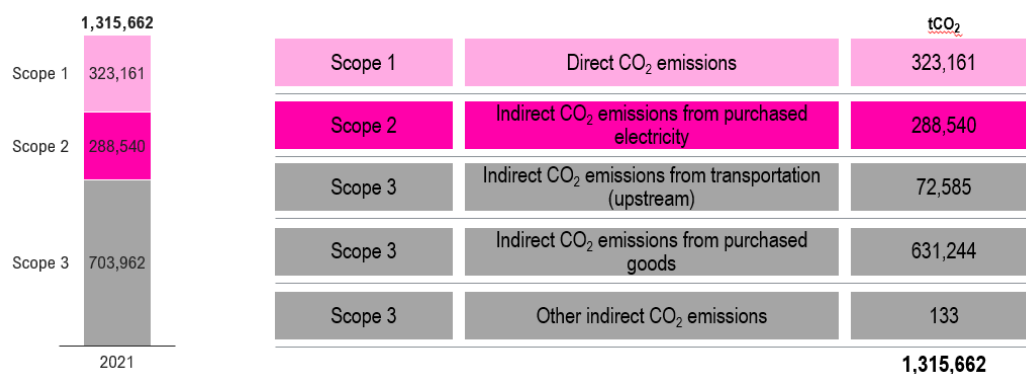 1,315,662
Scope 1
323,161
Scope 2
288,540
Scope 3
703,962
2021
tCO₂
Scope 1
Direct CO₂ emissions
323,161
Scope 2
Indirect CO₂ emissions from purchased
electricity
288,540
Scope 3
Indirect CO₂ emissions from transportation
(upstream)
72,585
Scope 3
Indirect CO₂ emissions from purchased
goods
631,244
Scope 3
Other indirect CO₂ emissions
133
1,315,662